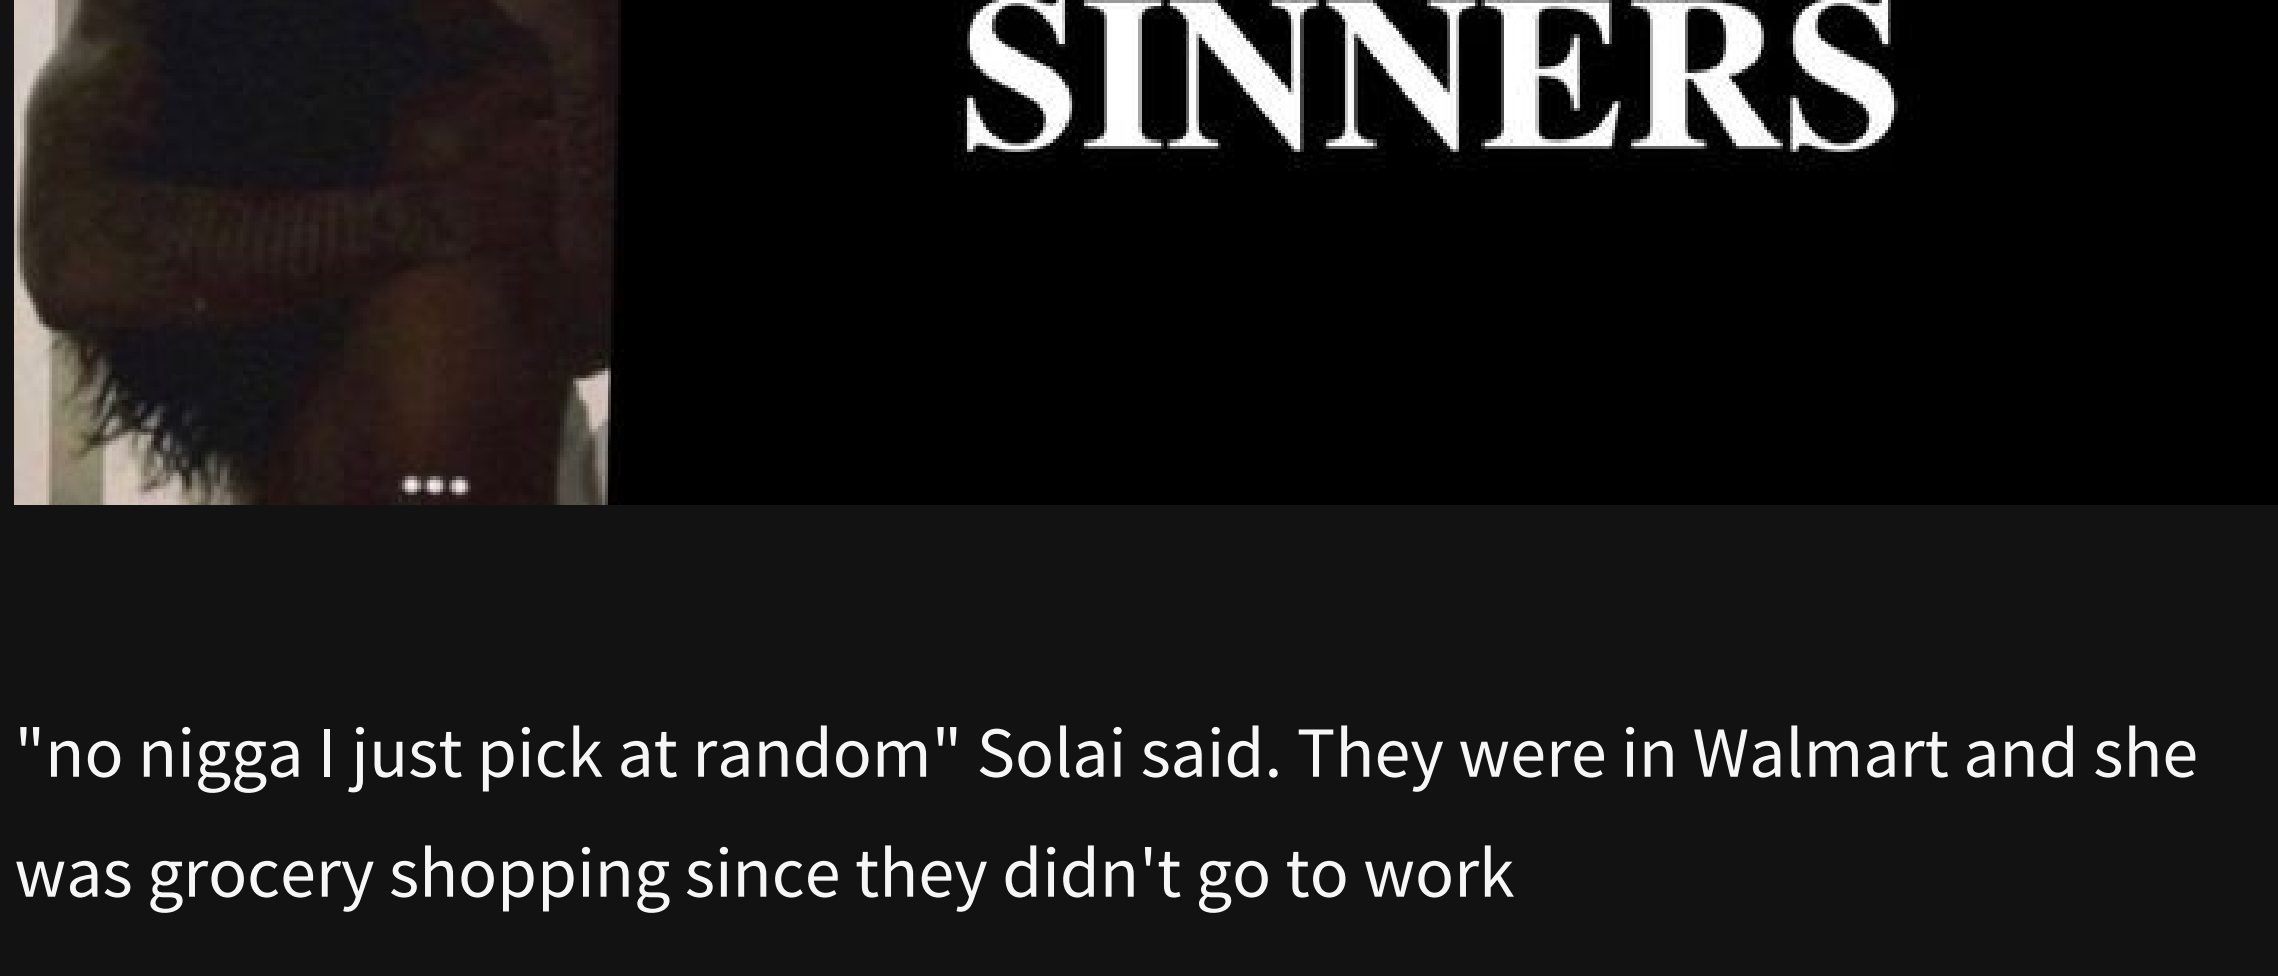 SINNERS
"no nigga I just pick at random" Solai said. They were in Walmart and she
was grocery shopping since they didn't go to work